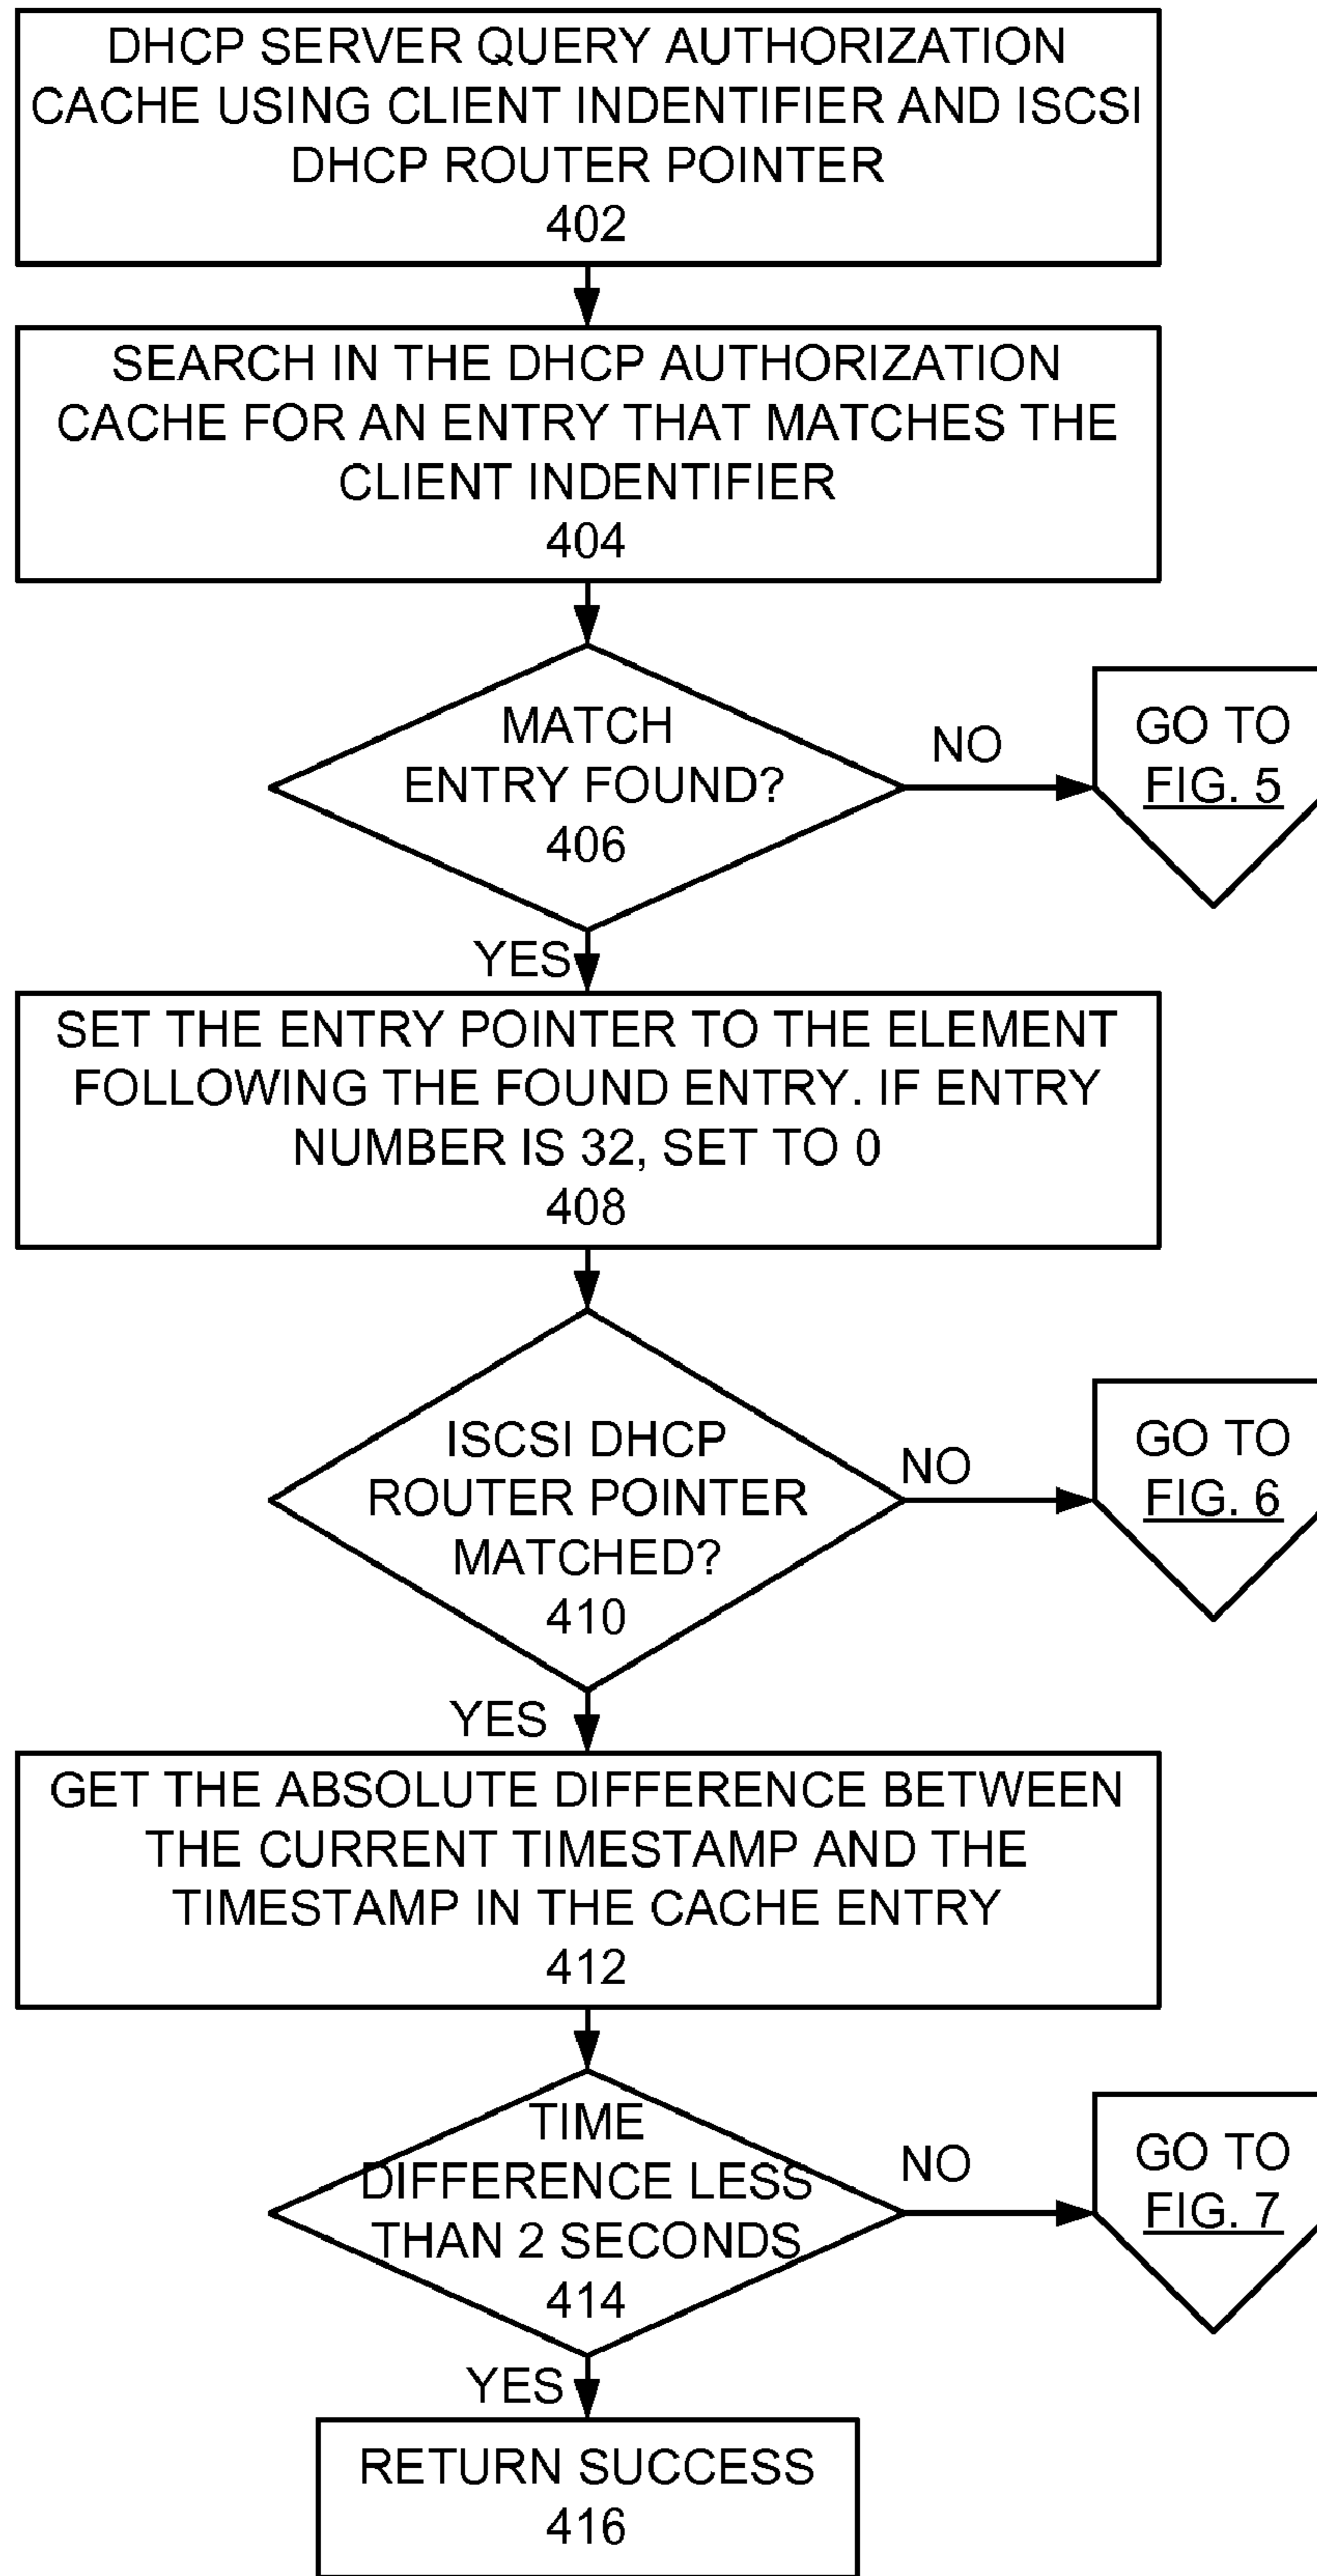 DHCP SERVER QUERY AUTHORIZATION
CACHE USING CLIENT INDENTIFIER AND ISCSI
DHCP ROUTER POINTER
402
SEARCH IN THE DHCP AUTHORIZATION
CACHE FOR AN ENTRY THAT MATCHES THE
CLIENT INDENTIFIER
404
MATCH
ENTRY FOUND?
406
NO
GO TO
FIG. 5
YES
SET THE ENTRY POINTER TO THE ELEMENT
FOLLOWING THE FOUND ENTRY. IF ENTRY
NUMBER IS 32, SET TO 0
408
ISCSI DHCP
ROUTER POINTER
MATCHED?
410
NO
GO TO
FIG. 6
YES
GET THE ABSOLUTE DIFFERENCE BETWEEN
THE CURRENT TIMESTAMP AND THE
TIMESTAMP IN THE CACHE ENTRY
412
TIME
DIFFERENCE LESS
THAN 2 SECONDS
414
NO
GO TO
FIG. 7
YES
RETURN SUCCESS
416